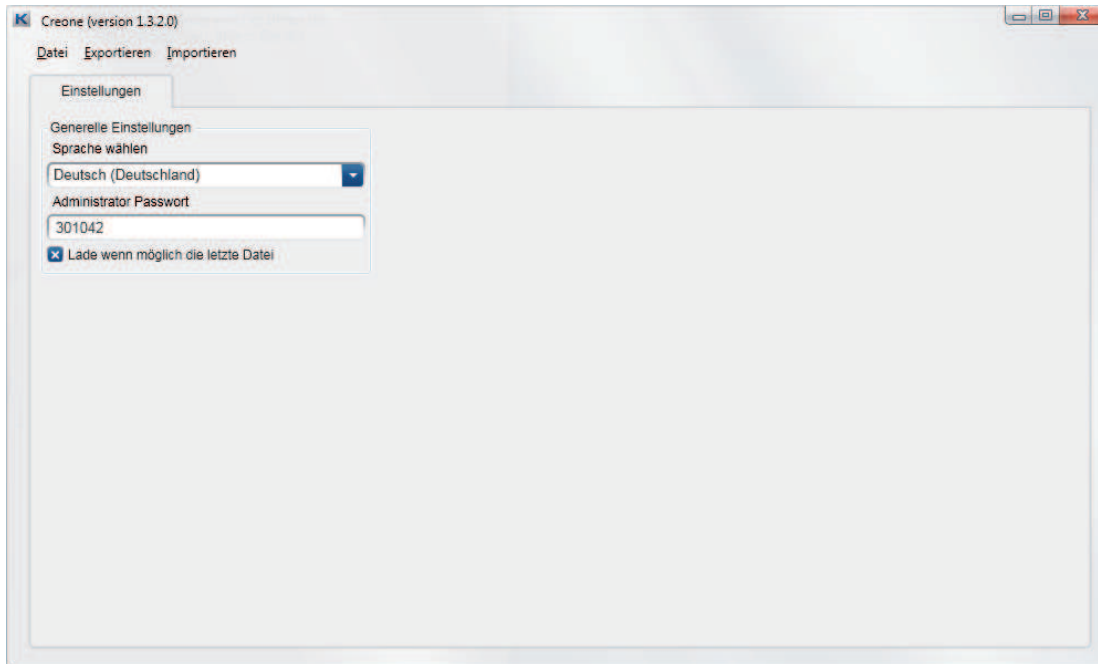 K Creone (version 1.3.2.0)
Datei Exportieren Importieren
Einstellungen
Generelle Einstellungen
Sprache wählen
Deutsch (Deutschland)
Administrator Passwort
301042
Lade wenn möglich die letzte Datei